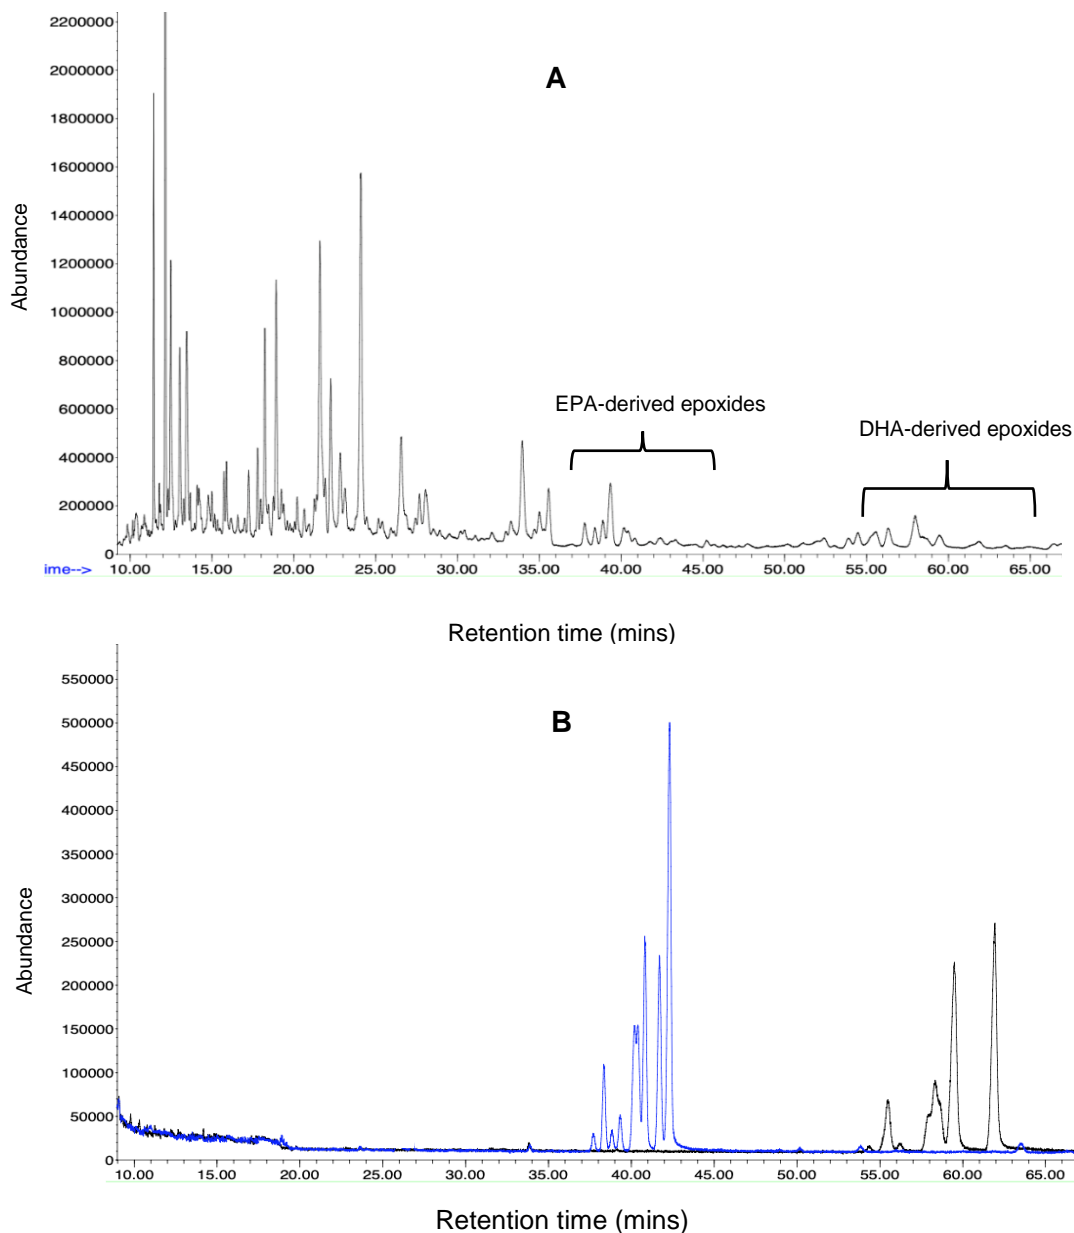 A
Abundance
2200000
2000000
1800000
1600000
1400000
1200000
1000000
800000
600000
400000
200000
0
EPA-derived epoxides
DHA-derived epoxides
10.00 15.00 20.00 25.00 30.00 35.00 40.00 45.00 50.00 55.00 60.00 65.00
ime-->
Retention time (mins)
B
Abundance
550000
500000
450000
400000
350000
300000
250000
200000
150000
100000
50000
0
10.00 15.00 20.00 25.00 30.00 35.00 40.00 45.00 50.00 55.00 60.00 65.00
Retention time (mins)